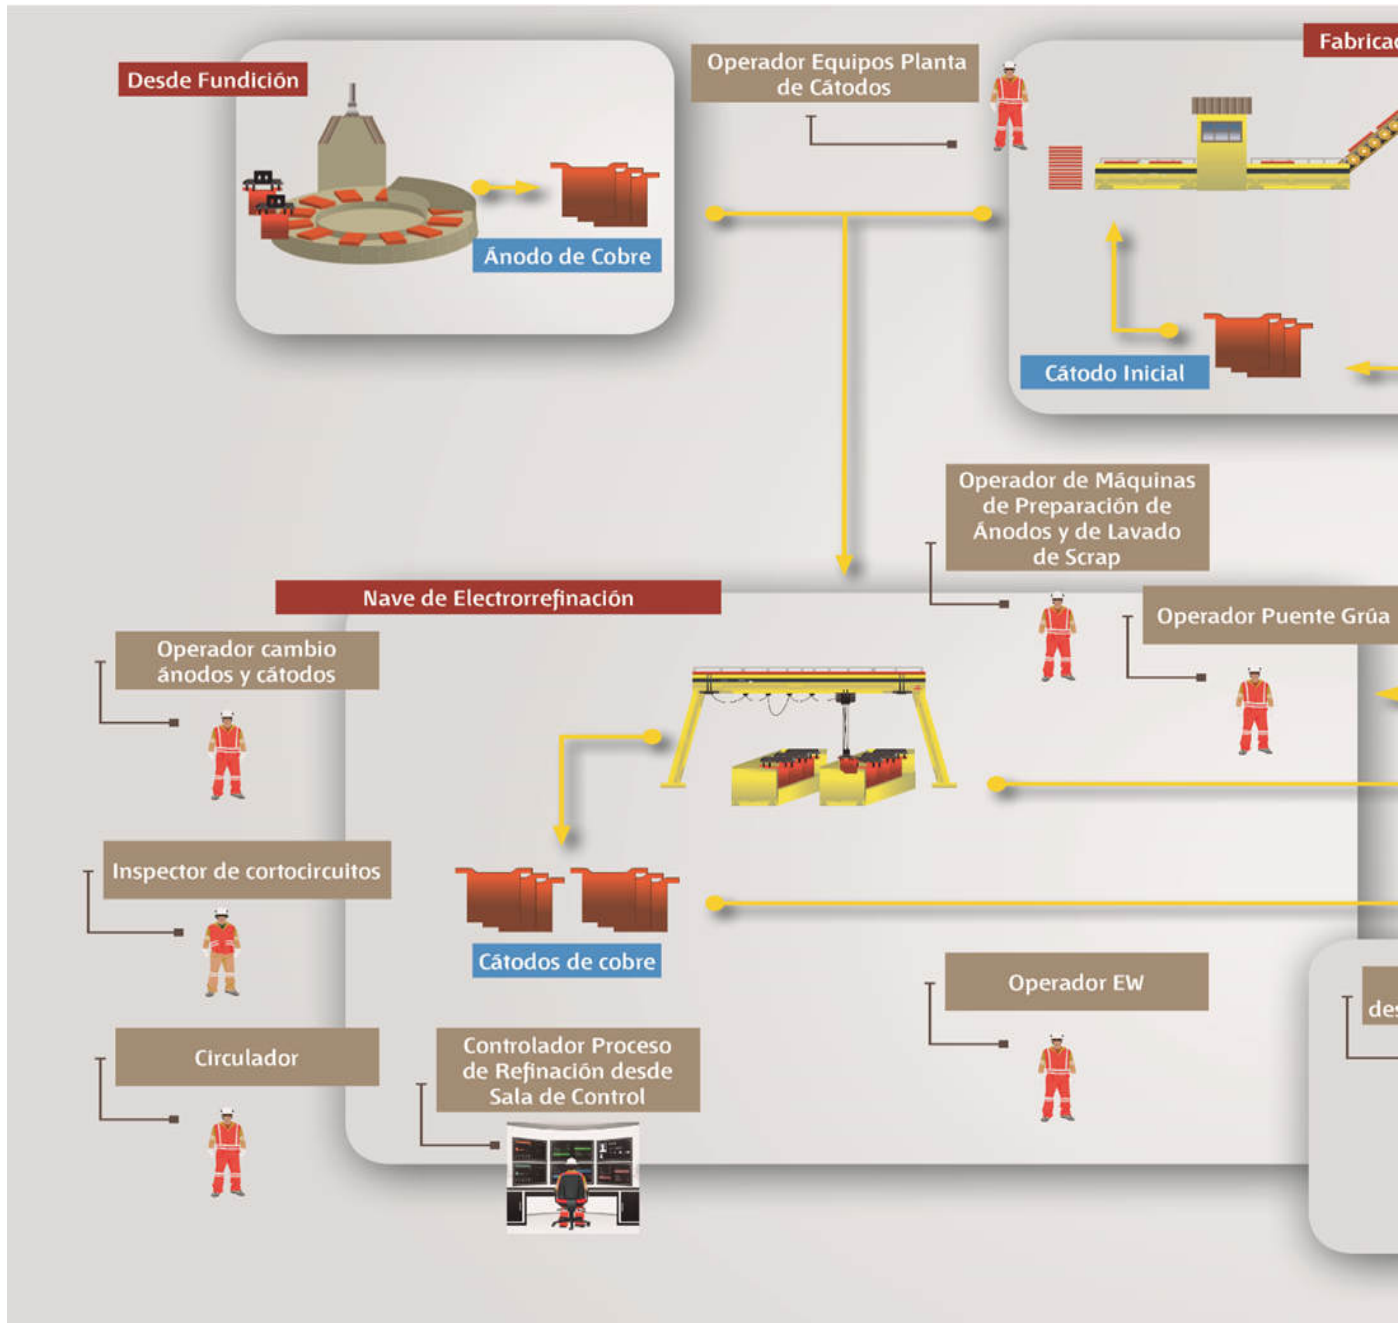 Desde Fundición
Ánodo de Cobre
Operador Equipos Planta
de Cátodos
Fabricac
Cátodo Inicial
Operador de Máquinas
de Preparación de
Ánodos y de Lavado
de Scrap
Operador Puente Grúa
Nave de Electrorrefinación
Operador cambio
ánodos y cátodos
Inspector de cortocircuitos
Cátodos de cobre
Circulador
Controlador Proceso
de Refinación desde
Sala de Control
Operador EW
des